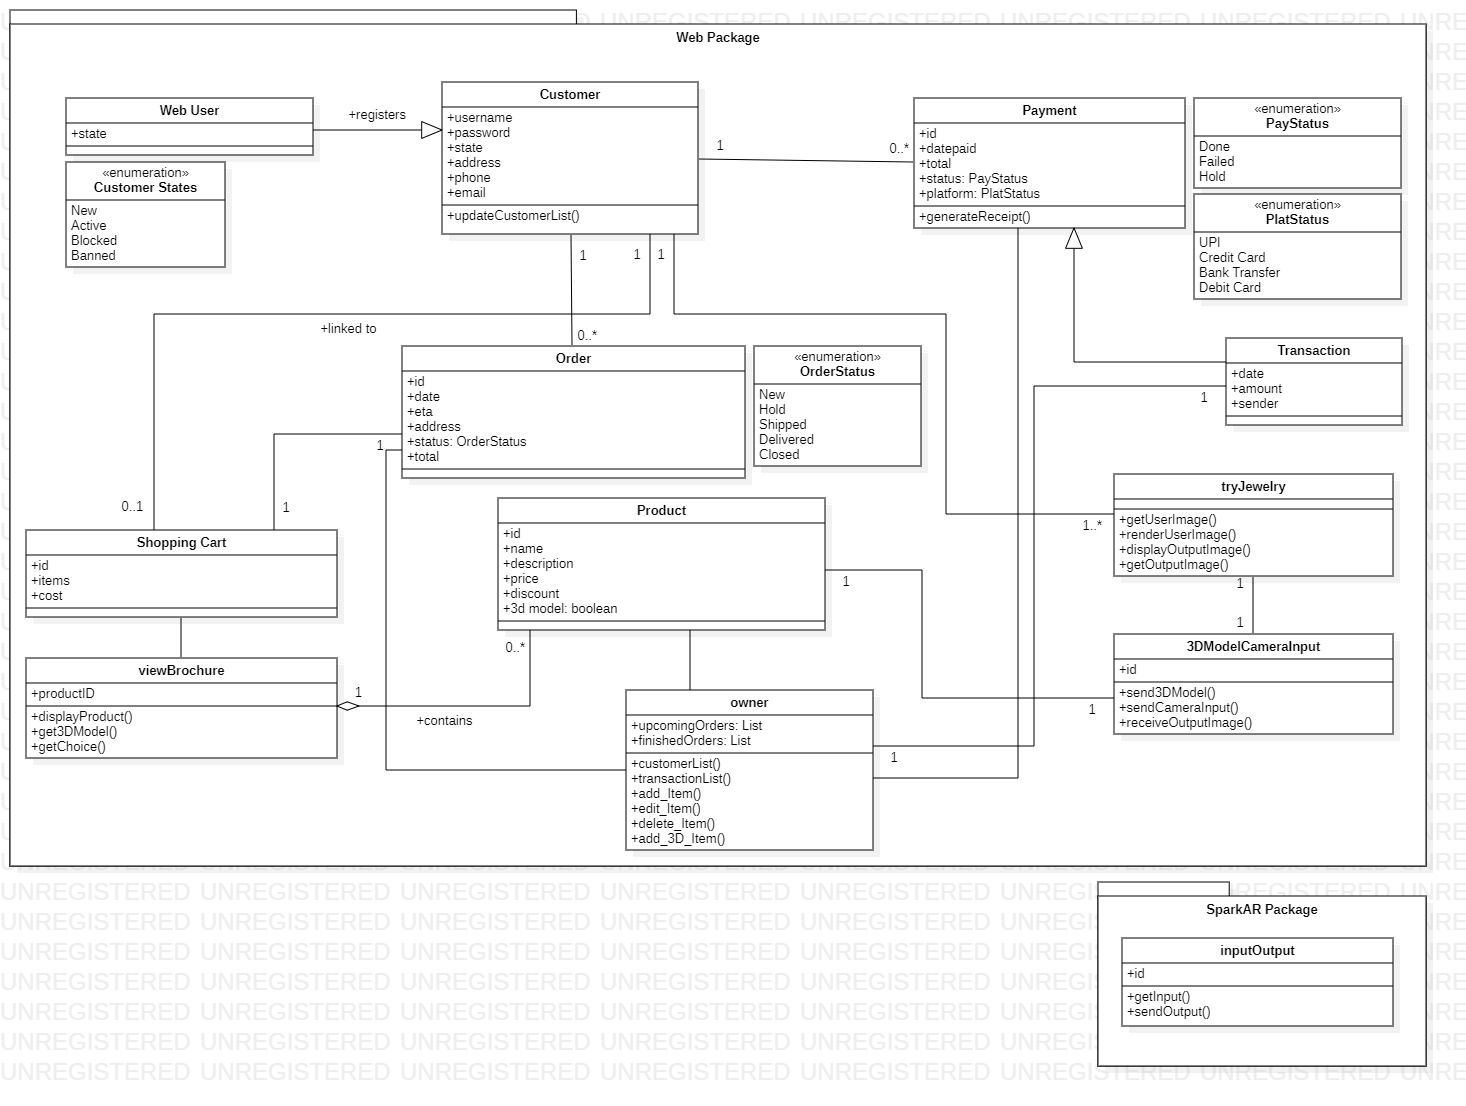 Web Package
Web User
+state
+registers
«enumeration»
Customer States
New
Active
Blocked
Banned
Customer
+username
+password
+state
+address
+phone
+email
+updateCustomerList()
1
0..*
Payment
+id
+datepaid
+total
+status: PayStatus
+platform: PlatStatus
+generateReceipt()
«enumeration»
PayStatus
Done
Failed
Hold
«enumeration»
PlatStatus
UPI
Credit Card
Bank Transfer
Debit Card
1
1
1
+linked to
0..*
Order
+id
+date
+eta
+address
+status: OrderStatus
+total
1
«enumeration»
OrderStatus
New
Hold
Shipped
Delivered
Closed
Transaction
+date
+amount
+sender
1
0..1
1
Shopping Cart
+id
+items
+cost
Product
+id
+name
+description
+price
+discount
+3d model: boolean
0..*
1
tryJewelry
+getUserImage()
+renderUserImage()
+displayOutputImage()
+getOutputImage()
1..*
1
1
3DModelCameraInput
+id
+send3DModel()
+sendCameraInput()
+receiveOutputImage()
1
viewBrochure
+productID
+displayProduct()
+get3DModel()
+getChoice()
1
+contains
owner
+upcomingOrders: List
+finishedOrders: List
+customerList()
+transactionList()
+add_Item()
+edit_Item()
+delete_Item()
+add_3D_Item()
1
SparkAR Package
inputOutput
+id
+getInput()
+sendOutput()
UNREGISTERED UNREGISTERED UNREGISTERED UNREGISTERED UNREGISTERED UNREGISTERED UNREGISTERED